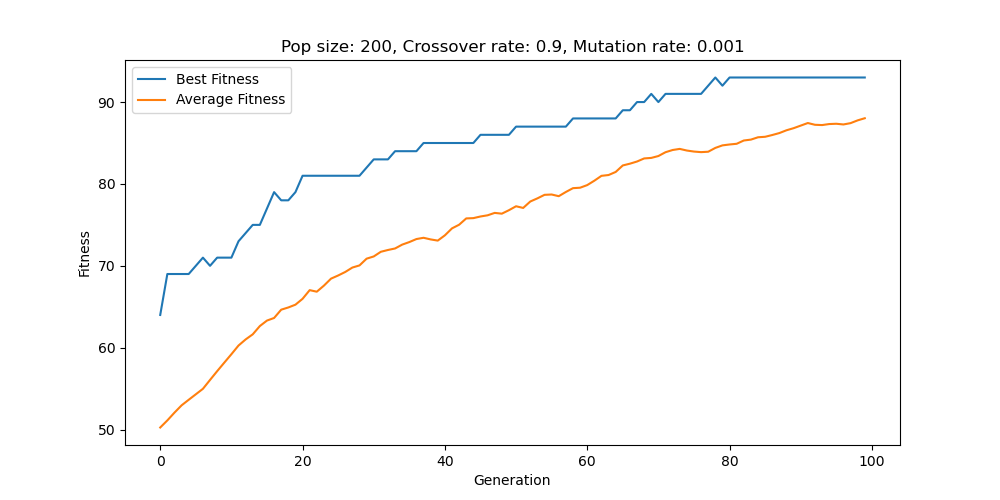 Pop size: 200, Crossover rate: 0.9, Mutation rate: 0.001
Best Fitness
Average Fitness
Fitness
90
80
70
60
50
0 20 40 60 80 100
Generation